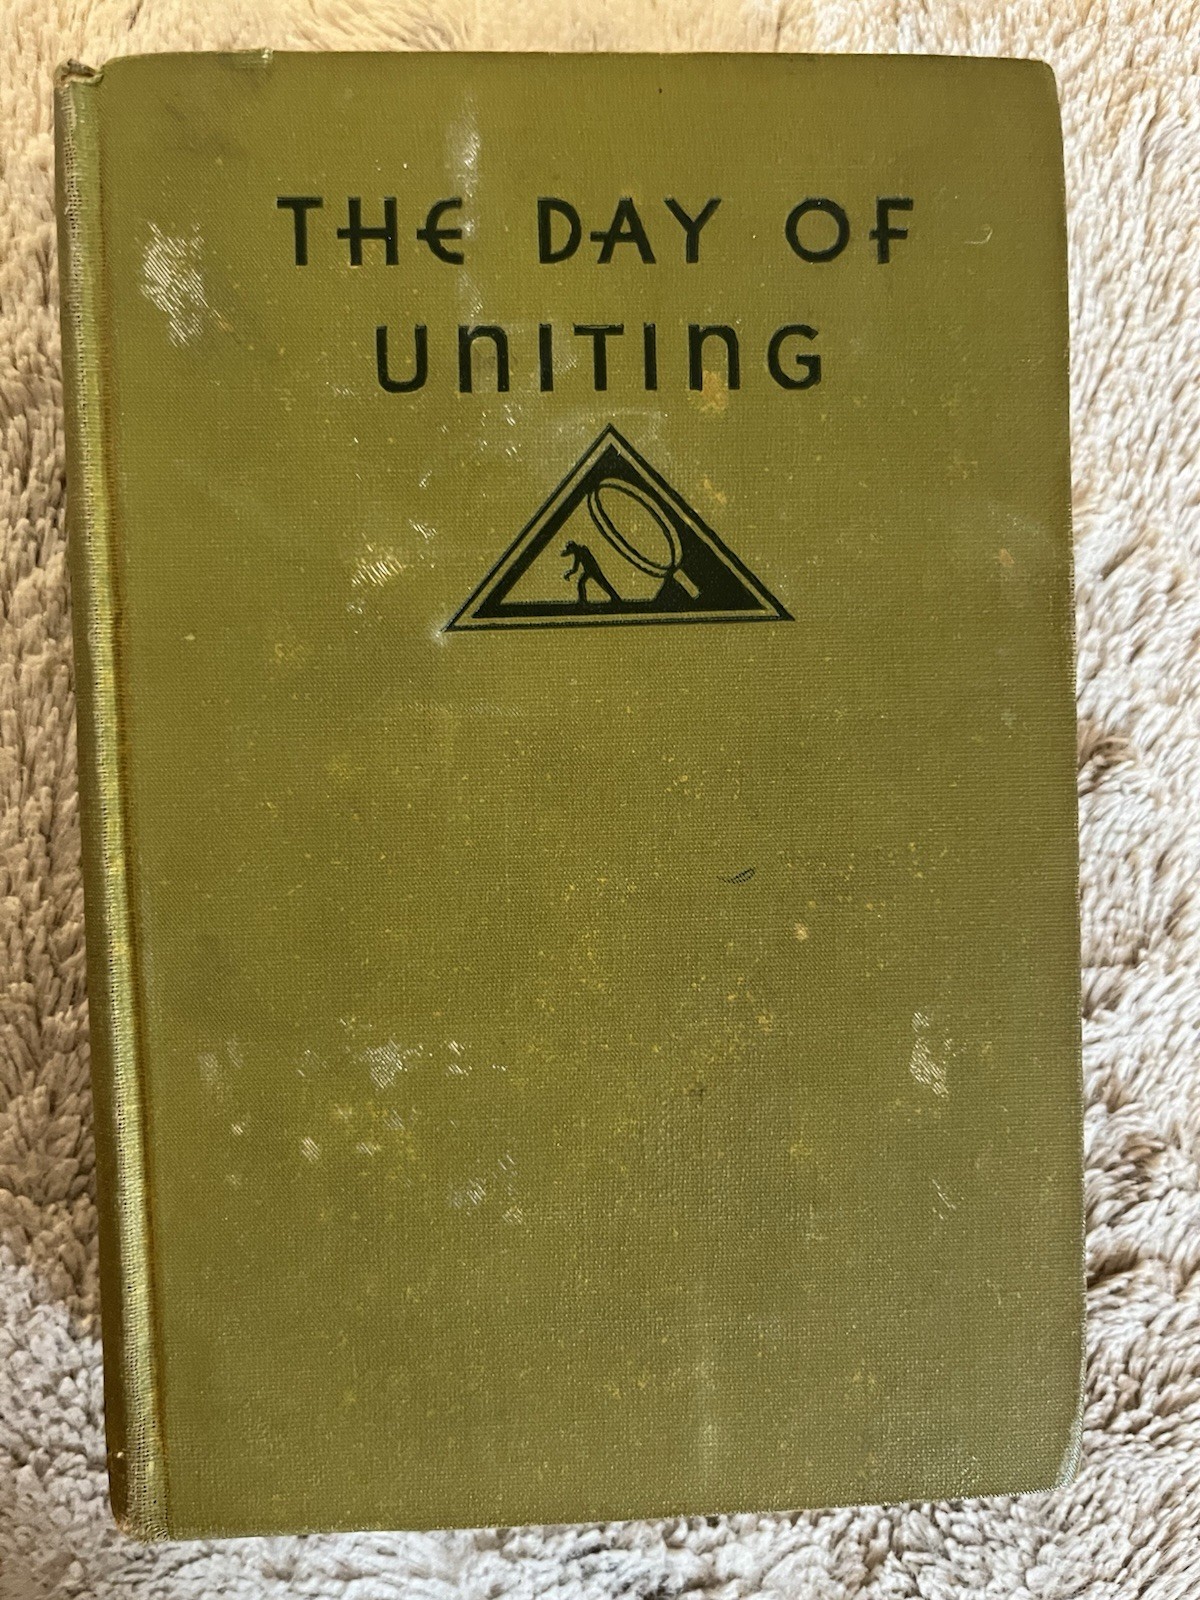 THE DAY OF
UNITING